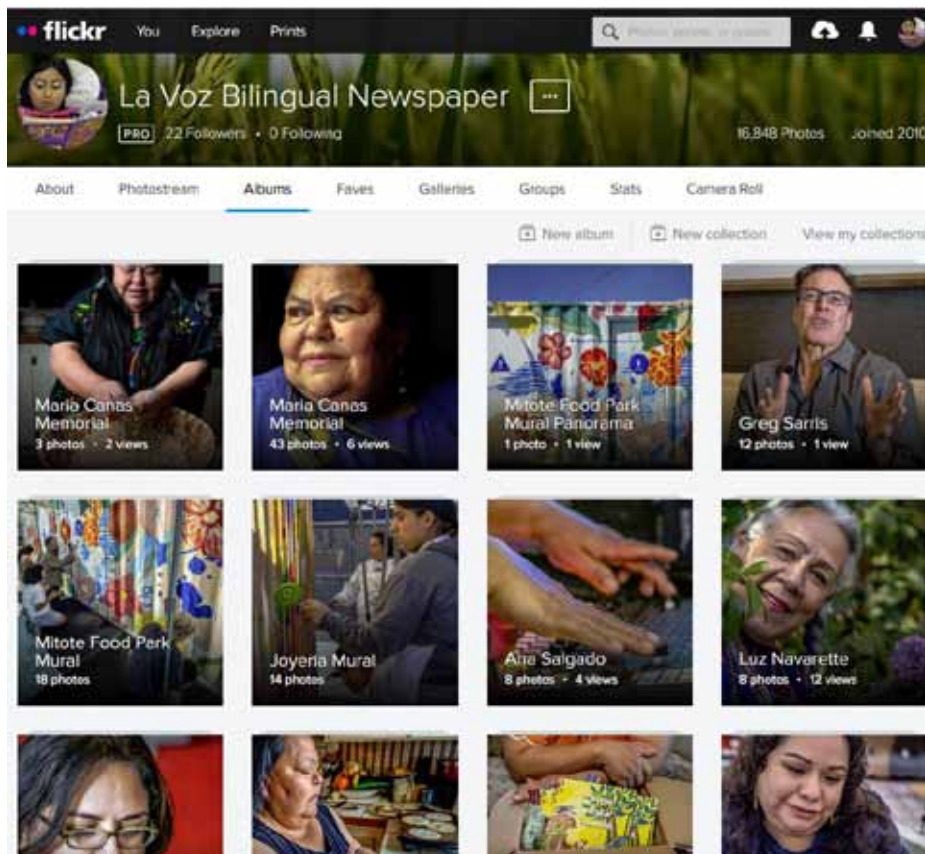 flickr You Explore Prints
La Voz Bilingual Newspaper
PRO 22 Followers • 0 Following 16,848 Photos Joined 2010
About Photostream Albums Faves Galleries Groups Stats Camera Roll
New album New collection View my collections
Maria Canas
Memorial
3 photos • 2 views
Maria Canas
Memorial
43 photos • 6 views
Mitote Food Park
Mural Panorama
1 photo • 1 view
Greg Sarris
12 photos • 1 view
Mitote Food Park
Mural
18 photos
Joyeria Mural
14 photos
Ana Salgado
8 photos • 4 views
Luz Navarette
8 photos • 12 views